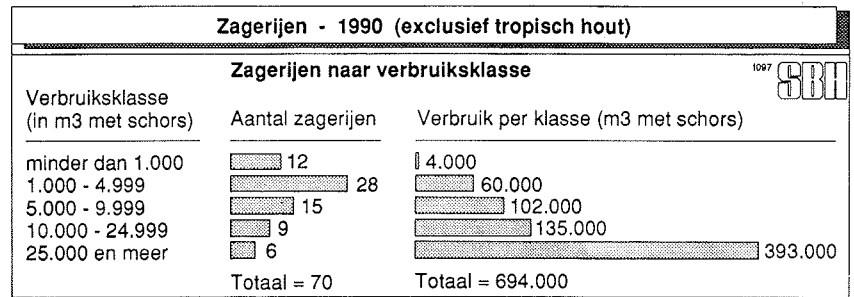 Zagerijen - 1990 (exclusief tropisch hout)
Zagerijen naar verbruiksklasse
1097 SBH
Verbruiksklasse
(in m3 met schors) Aantal zagerijen Verbruik per klasse (m3 met schors)
minder dan 1.000 12 4.000
1.000 - 4.999 28 60.000
5.000 - 9.999 15 102.000
10.000 - 24.999 9 135.000
25.000 en meer 6 393.000
Totaal = 70 Totaal = 694.000